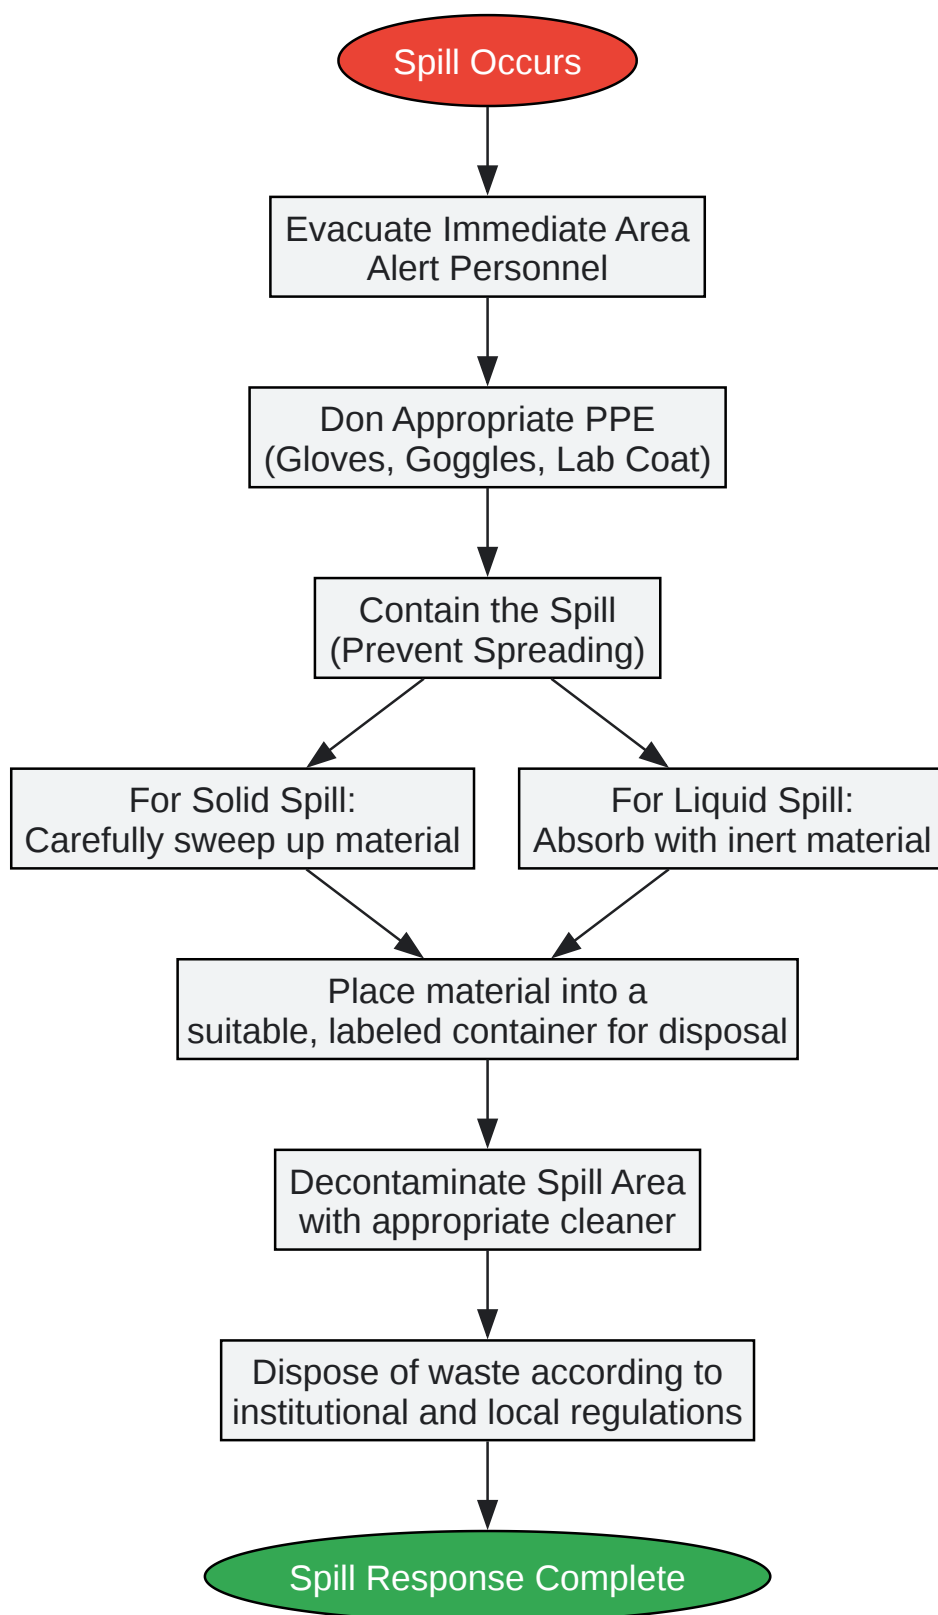 Spill Occurs
Evacuate Immediate Area
Alert Personnel
Don Appropriate PPE
(Gloves, Goggles, Lab Coat)
Contain the Spill
(Prevent Spreading)
For Solid Spill:
Carefully sweep up material
For Liquid Spill:
Absorb with inert material
Place material into a
suitable, labeled container for disposal
Decontaminate Spill Area
with appropriate cleaner
Dispose of waste according to
institutional and local regulations
Spill Response Complete